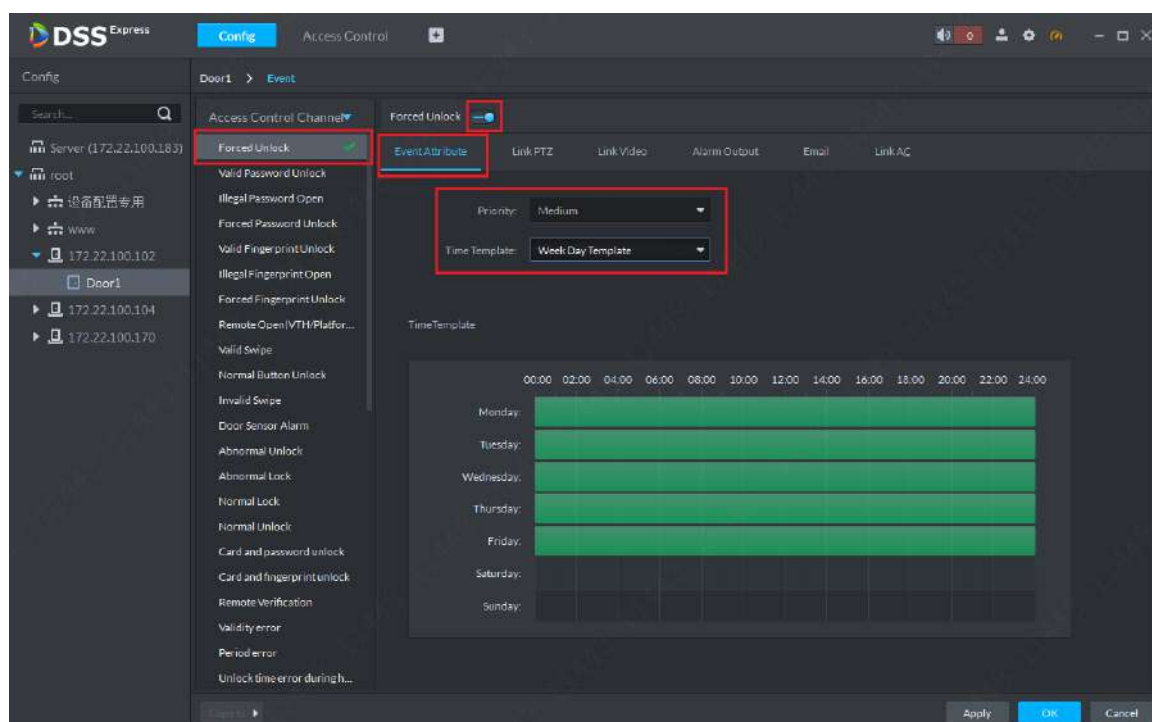 DSS Express
Config
Access Control
0
Config
Door1 > Event
Search...
Server (172.22.100.183)
root
设备配置专用
www
172.22.100.102
Door1
172.22.100.104
172.22.100.170
Access Control Channel
Forced Unlock
Valid Password Unlock
Illegal Password Open
Forced Password Unlock
Valid Fingerprint Unlock
Illegal Fingerprint Open
Forced Fingerprint Unlock
Remote Open(VTH/Platfor...
Valid Swipe
Normal Button Unlock
Invalid Swipe
Door Sensor Alarm
Abnormal Unlock
Abnormal Lock
Normal Lock
Normal Unlock
Card and password unlock
Card and fingerprint unlock
Remote Verification
Validity error
Period error
Unlock time error during h...
Forced Unlock
Event Attribute Link PTZ Link Video Alarm Output Email Link AC
Priority: Medium
Time Template: Week Day Template
TimeTemplate
00:00 02:00 04:00 06:00 08:00 10:00 12:00 14:00 16:00 18:00 20:00 22:00 24:00
Monday:
Tuesday:
Wednesday:
Thursday:
Friday:
Saturday:
Sunday:
Apply OK Cancel